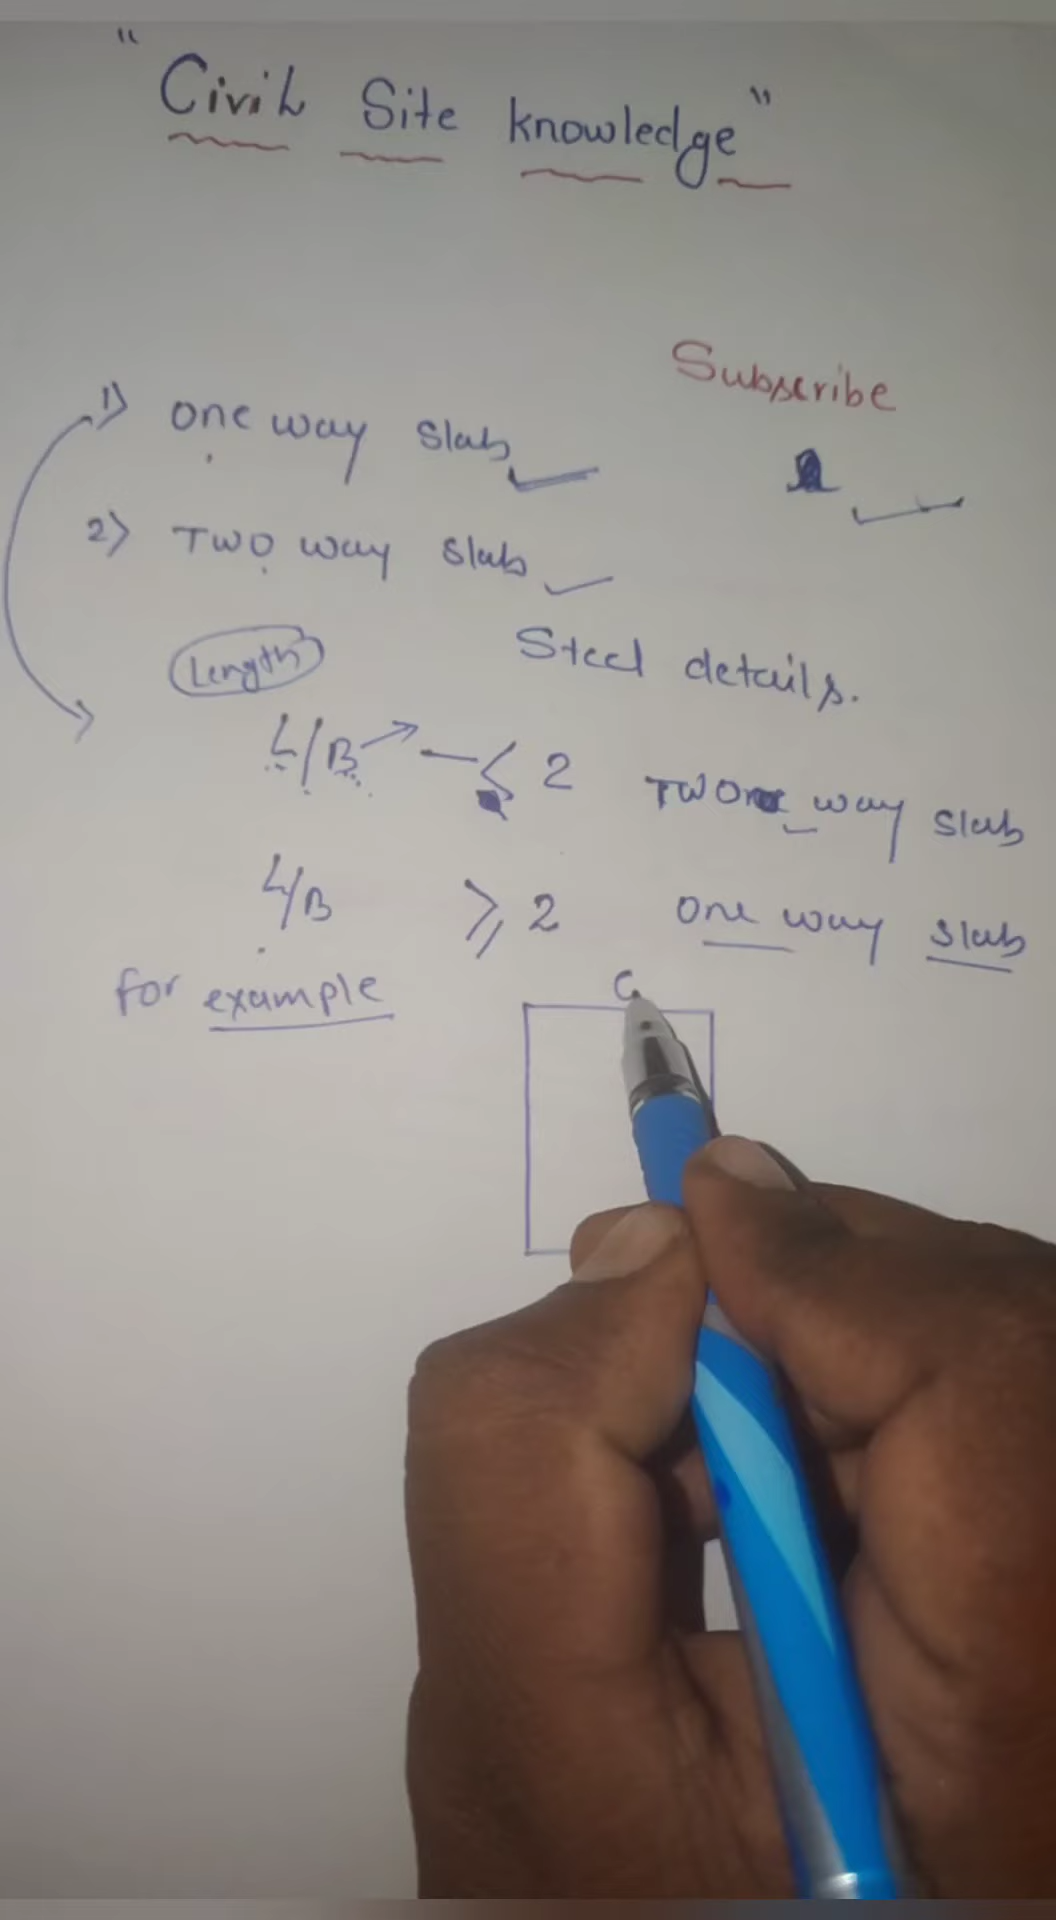 "Civil Site knowledge"
Subscribe
1) one way slab
2) Two way slab
Length
Steel details.
L/B < 2 Two way slab
L/B ≥ 2 one way slab
for example